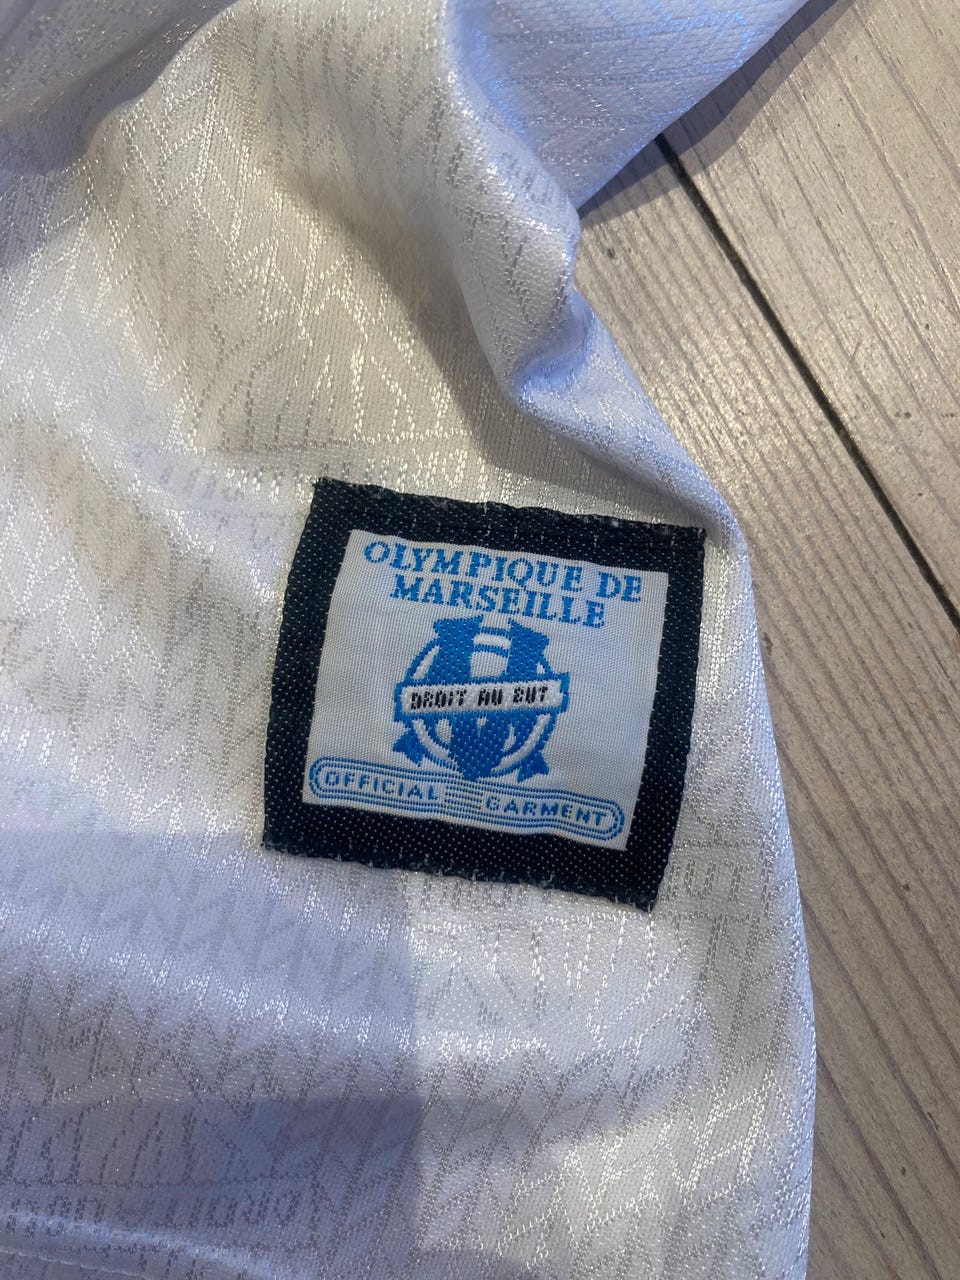 OLYMPIQUE DE
MARSEILLE
DROIT AU BUT
OFFICIAL GARMENT